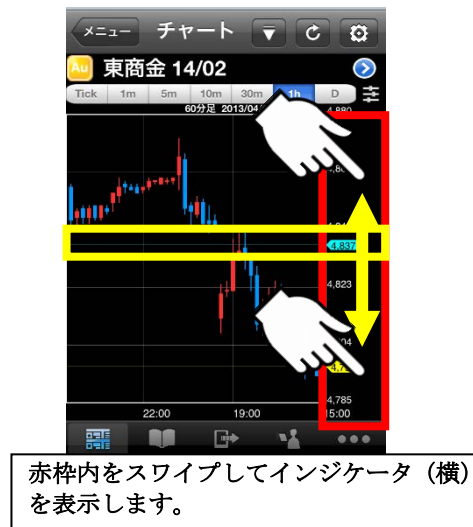 メニュー チャート
Au 東商金 14/02
Tick 1m 5m 10m 30m 1h D
60分足 2013/04
4,880
4,837
4,823
4,785
22:00 19:00 15:00
赤枠内をスワイプしてインジケータ（横）
を表示します。